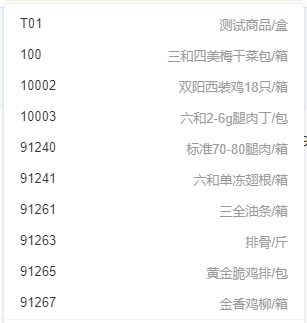 T01 测试商品/盒
100 三和四美梅干菜包/箱
10002 双阳西装鸡18只/箱
10003 六和2-6g腿肉丁/包
91240 标准70-80腿肉/箱
91241 六和单冻翅根/箱
91261 三全油条/箱
91263 排骨/斤
91265 黄金脆鸡排/包
91267 金香鸡柳/箱